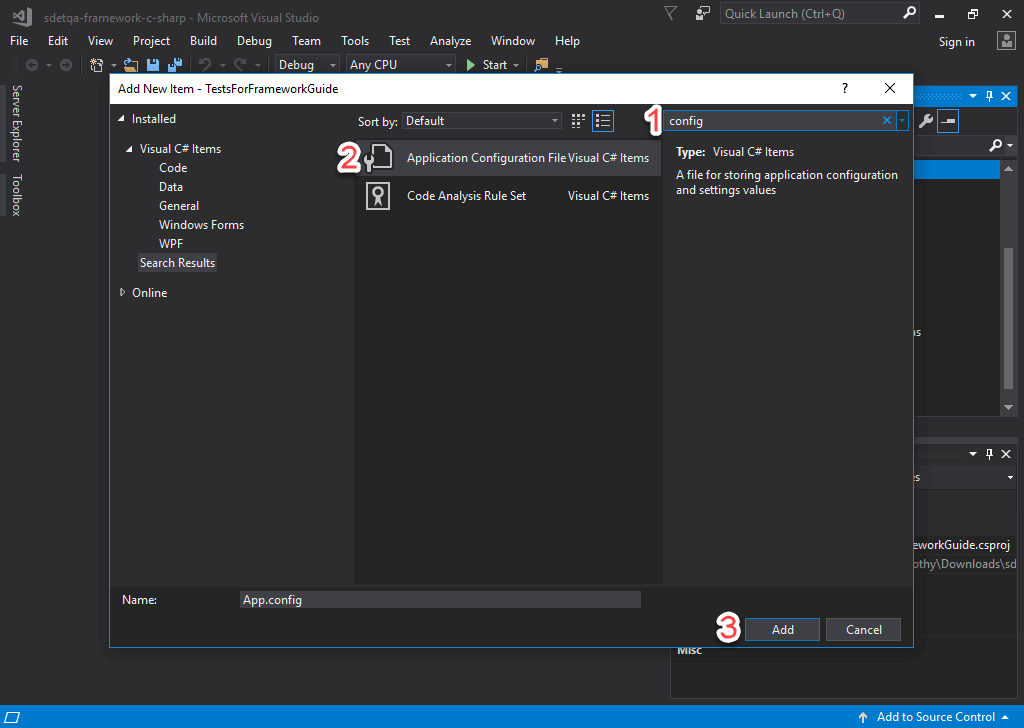 sdetqa-framework-c-sharp - Microsoft Visual Studio
Quick Launch (Ctrl+Q)
File Edit View Project Build Debug Team Tools Test Analyze Window Help
Sign in
Debug Any CPU Start
Server Explorer
Toolbox
Add New Item - TestsForFrameworkGuide
?
Installed
Visual C# Items
Code
Data
General
Windows Forms
WPF
Search Results
Online
Sort by: Default
1
config
2
Application Configuration File Visual C# Items
Code Analysis Rule Set Visual C# Items
Type: Visual C# Items
A file for storing application configuration
and settings values
eworkGuide.csproj
othy\Downloads\sd
Name: App.config
3
Add Cancel
Misc
Add to Source Control